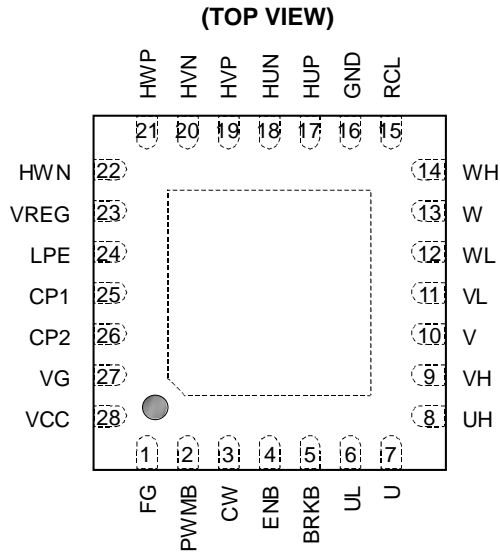 (TOP VIEW)
HWP HVN HVP HUN HUP GND RCL
21 20 19 18 17 16 15
HWN 22 14 WH
VREG 23 13 W
LPE 24 12 WL
CP1 25 11 VL
CP2 26 10 V
VG 27 9 VH
VCC 28 8 UH
1 2 3 4 5 6 7
FG PWMB CW ENB BRKB UL U